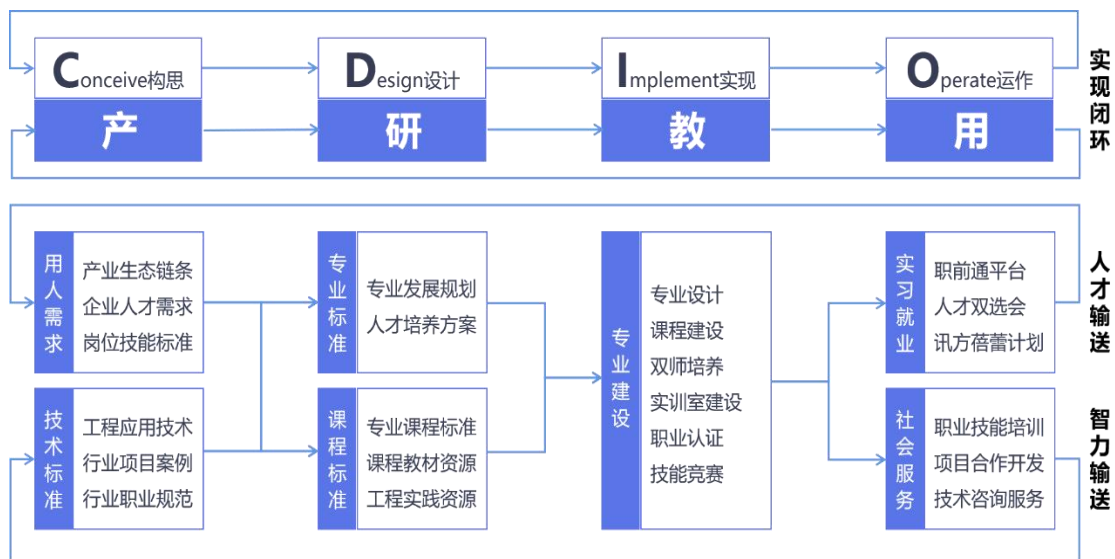 Conceive构思
Design设计
Implement实现
Operate运作
产
研
教
用
实现闭环
用人需求
产业生态链条
企业人才需求
岗位技能标准
技术标准
工程应用技术
行业项目案例
行业职业规范
专业标准
专业发展规划
人才培养方案
课程标准
专业课程标准
课程教材资源
工程实践资源
专业建设
专业设计
课程建设
双师培养
实训室建设
职业认证
技能竞赛
实习就业
职前通平台
人才双选会
讯方蓓蕾计划
社会服务
职业技能培训
项目合作开发
技术咨询服务
人才输送
智力输送